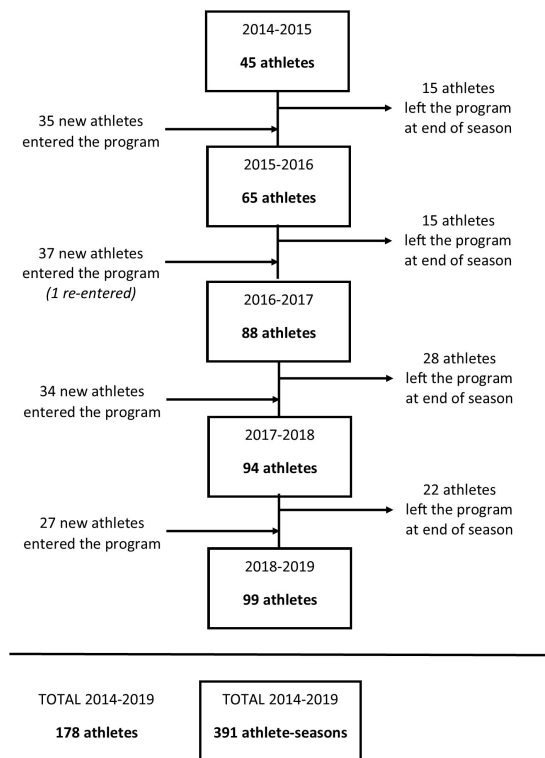 2014-2015
45 athletes
15 athletes
left the program
at end of season
35 new athletes
entered the program
2015-2016
65 athletes
15 athletes
left the program
at end of season
37 new athletes
entered the program
(1 re-entered)
2016-2017
88 athletes
28 athletes
left the program
at end of season
34 new athletes
entered the program
2017-2018
94 athletes
22 athletes
left the program
at end of season
27 new athletes
entered the program
2018-2019
99 athletes
TOTAL 2014-2019
178 athletes
TOTAL 2014-2019
391 athlete-seasons